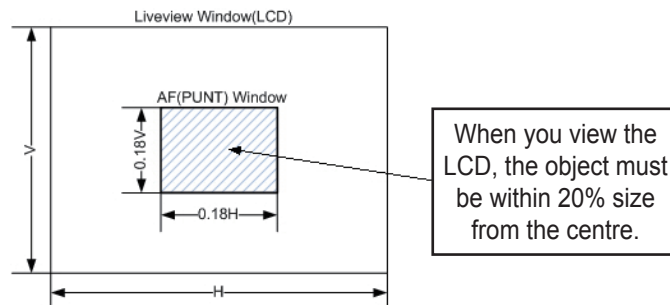 Liveview Window(LCD)
AF(PUNT) Window
V
0.18V
0.18H
H
When you view the
LCD, the object must
be within 20% size
from the centre.